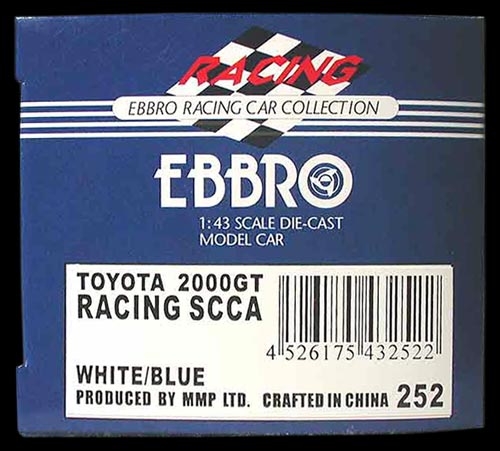 RACING
EBBRO RACING CAR COLLECTION
EBBRO
1:43 SCALE DIE-CAST
MODEL CAR
TOYOTA 2000GT
RACING SCCA
4 526175 432522
WHITE/BLUE
PRODUCED BY MMP LTD. CRAFTED IN CHINA 252